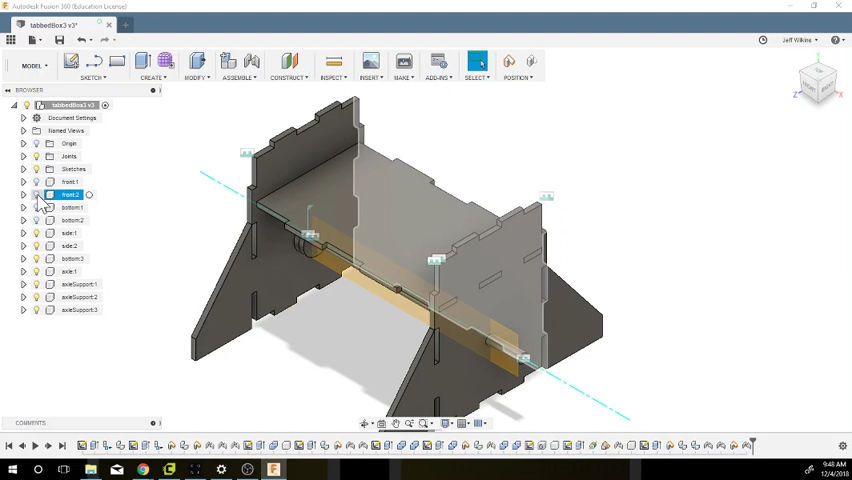 Autodesk Fusion 360 (Education License)
tabbedBox3 v3*
Jeff Wilkins
MODEL
SKETCH
CREATE
MODIFY
ASSEMBLE
CONSTRUCT
INSPECT
INSERT
MAKE
ADD-INS
SELECT
POSITION
BROWSER
tabbedBox3 v3
Document Settings
Named Views
Origin
Joints
Sketches
front:1
front:2
bottom:1
bottom:2
side:1
side:2
bottom:3
axle:1
axleSupport:1
axleSupport:2
axleSupport:3
TOP
FRONT
RIGHT
Y
Z
X
COMMENTS
9:48 AM
12/4/2018